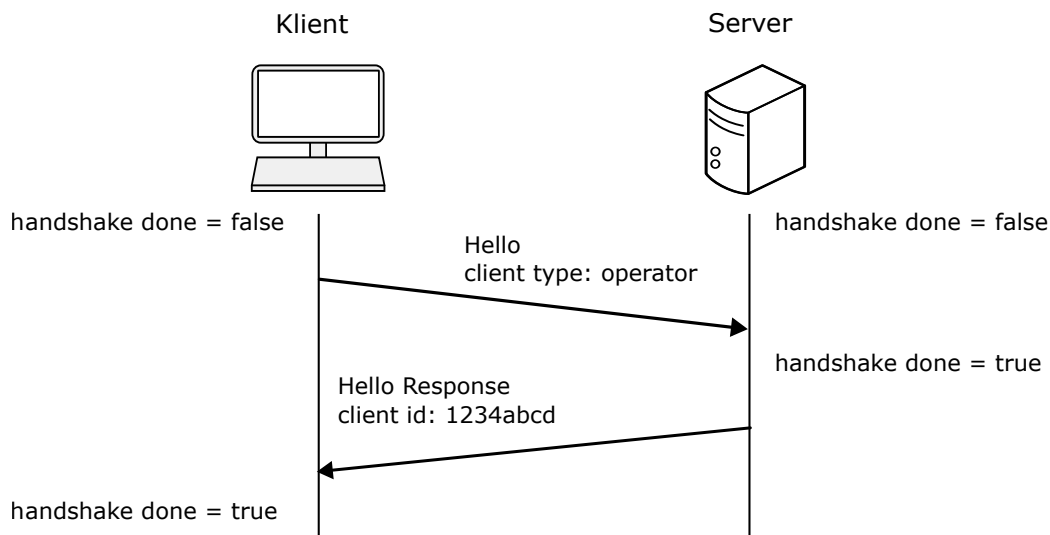 Klient
Server
handshake done = false
handshake done = false
Hello
client type: operator
handshake done = true
Hello Response
client id: 1234abcd
handshake done = true